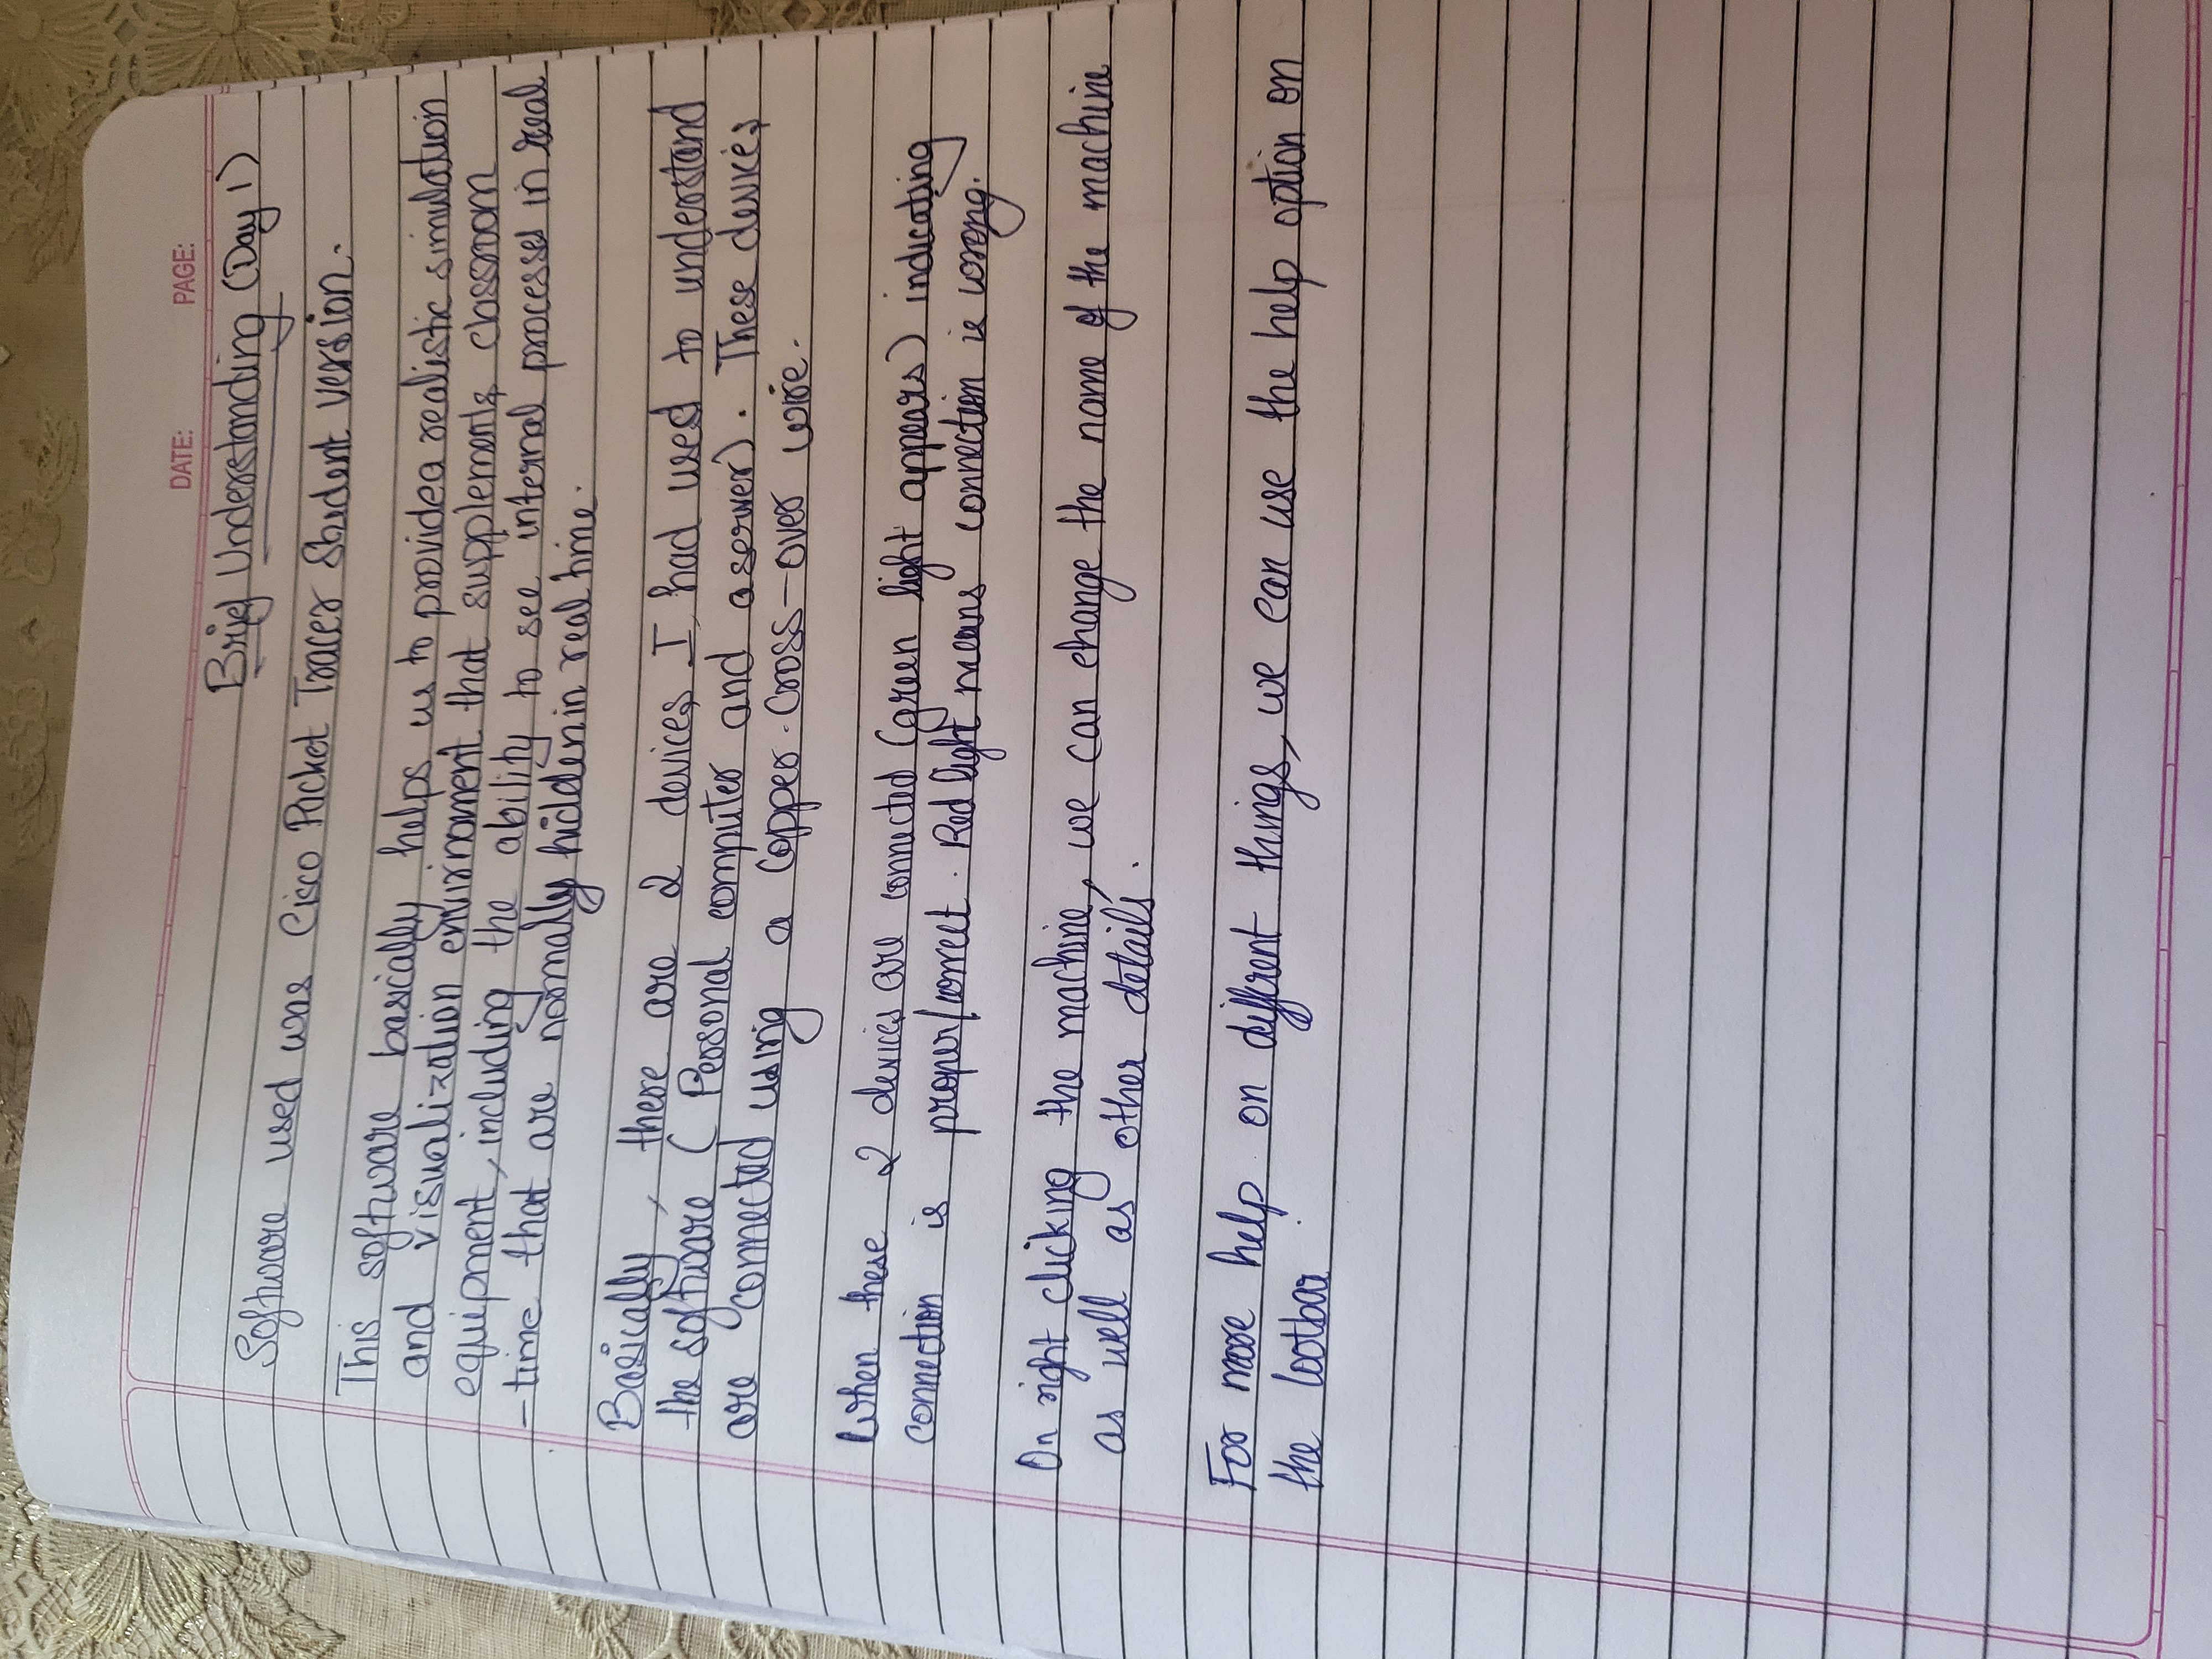 DATE: PAGE:
Brief Understanding (Day 1)
Software used was Cisco Packet Tracer Student version.
This software basically helps us to provide a realistic simulation
and visualization envirnoment that supplements classroom
equipment, including the ability to see internal processes in real
-time that are normally hidden in real time.
Basically, there are 2 devices I had used to understand
the software ( Personal computer and a server). These devices
are connected using a Copper-Cross-over wire.
When these 2 devices are connected (green light appears) indicating
connection is proper/correct. Red light means connection is wrong.
On right clicking the machine, we can change the name of the machine
as well as other details.
For more help on different things, we can use the help option on
the lootbar